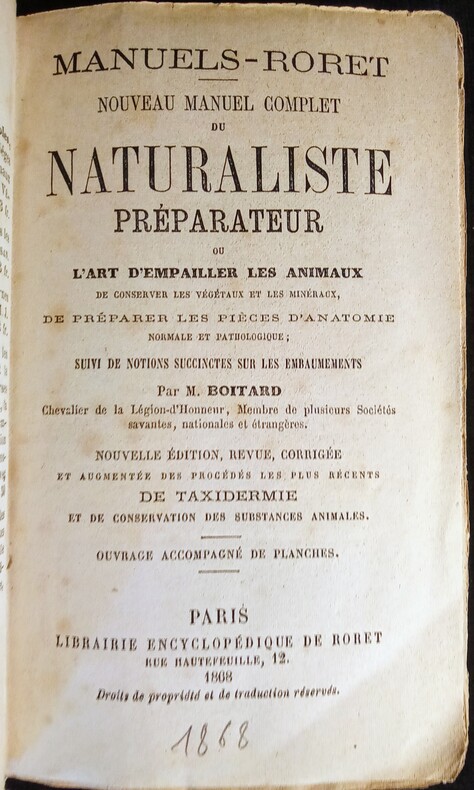 MANUELS-RORET
NOUVEAU MANUEL COMPLET
DU
NATURALISTE
PRÉPARATEUR
OU
L'ART D'EMPAILLER LES ANIMAUX
DE CONSERVER LES VÉGÉTAUX ET LES MINÉRAUX,
DE PRÉPARER LES PIÈCES D'ANATOMIE
NORMALE ET PATHOLOGIQUE;
SUIVI DE NOTIONS SUCCINCTES SUR LES EMBAUMEMENTS
Par M. BOITARD
Chevalier de la Légion-d'Honneur, Membre de plusieurs Sociétés
savantes, nationales et étrangères.
NOUVELLE ÉDITION, REVUE, CORRIGÉE
ET AUGMENTÉE DES PROCÉDÉS LES PLUS RÉCENTS
DE TAXIDERMIE
ET DE CONSERVATION DES SUBSTANCES ANIMALES.
OUVRAGE ACCOMPAGNÉ DE PLANCHES.
PARIS
LIBRAIRIE ENCYCLOPÉDIQUE DE RORET
RUE HAUTEFEUILLE, 12.
1868
Droits de propriété et de traduction réservés.
1868